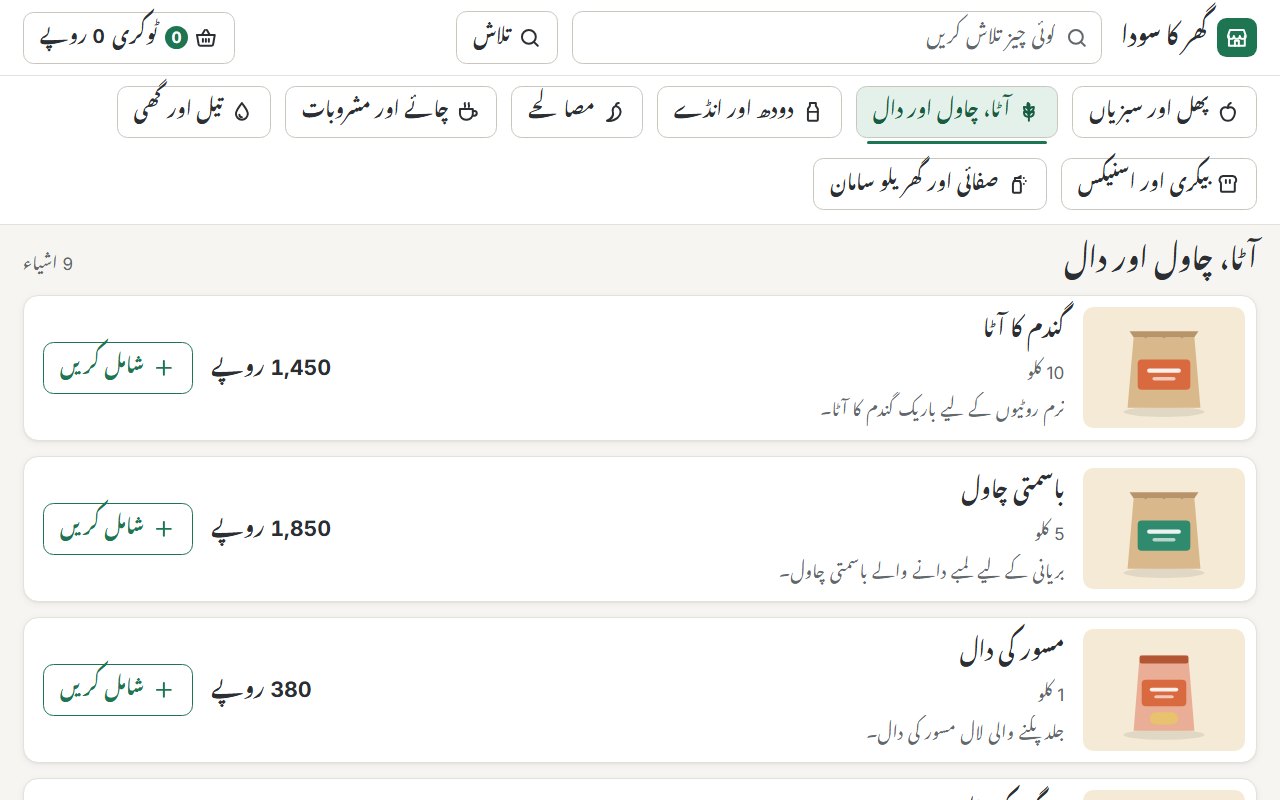 گھر کا سودا
کوئی چیز تلاش کریں
تلاش
0 ٹوکری 0 روپے
پھل اور سبزیاں
آٹا، چاول اور دال
دودھ اور انڈے
مصالحے
چائے اور مشروبات
تیل اور گھی
بیکری اور اسنیکس
صفائی اور گھریلو سامان
آٹا، چاول اور دال
9 اشیاء
گندم کا آٹا
10 کلو
نرم روٹیوں کے لیے باریک گندم کا آٹا۔
1,450 روپے
شامل کریں
باسمتی چاول
5 کلو
بریانی کے لیے لمبے دانے والے باسمتی چاول۔
1,850 روپے
شامل کریں
مسور کی دال
1 کلو
جلد پکنے والی لال مسور کی دال۔
380 روپے
شامل کریں